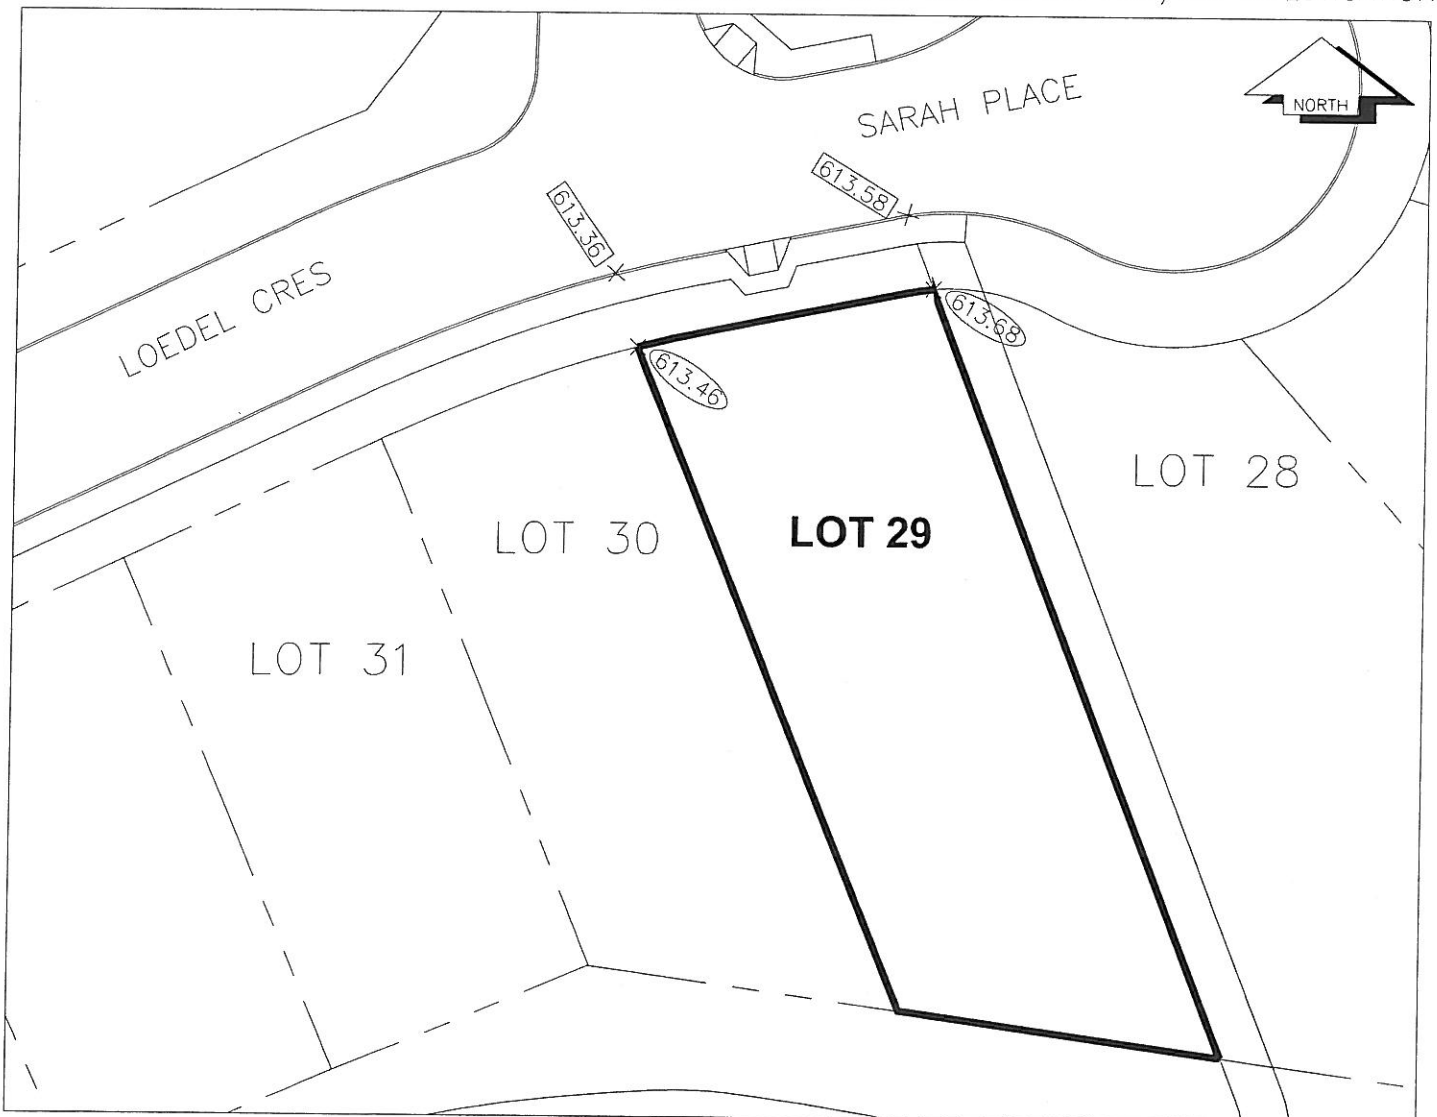 SARAH PLACE
NORTH
613.58
613.36
LOEDEL CRES
613.68
613.46
LOT 28
LOT 30
LOT 29
LOT 31